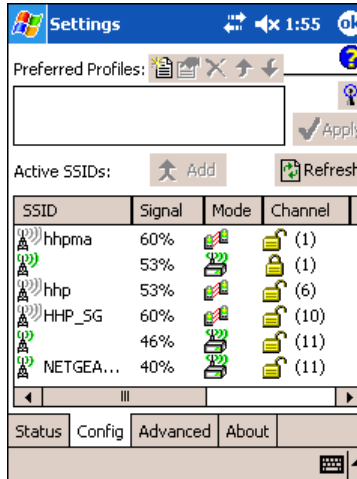 Settings 1:55 ok
Preferred Profiles:
?
Apply
Active SSIDs: Add Refresh
SSID Signal Mode Channel
hhpma 60% (1)
53% (1)
hhp 53% (6)
HHP_SG 60% (10)
46% (11)
NETGEA... 40% (11)
Status Config Advanced About